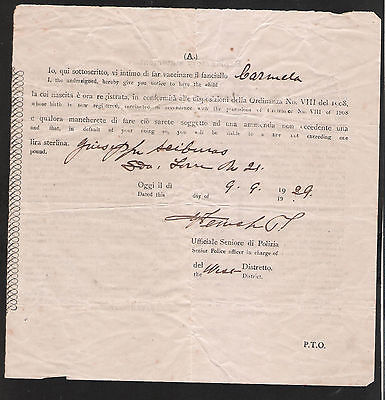 (A)
Io, qui sottoscritto, vi intimo di far vaccinare il fanciello Carmela
I, the undersigned, hereby give you notice to have the child
la cui nascita è ora registrata, in conformità alle disposizioni della Ordinanza No. VIII del 1908,
whose birth is now registered, vaccinated in accordance with the provisions of Ordinance No. VIII of 1908
e qualora mancherete di fare ciò sarete soggetto ad una ammenda non eccedente una
and that, in default of your doing so, you will be liable to a fine not exceeding one
lira sterlina. Giuseppe Sciberras
pound.
21.
Oggi il dì 9. 9. 1929
Dated this day of 19
Ufficiale Seniore di Polizia
Senior Police officer in charge of
del West Distretto.
the District.
P.T.O.